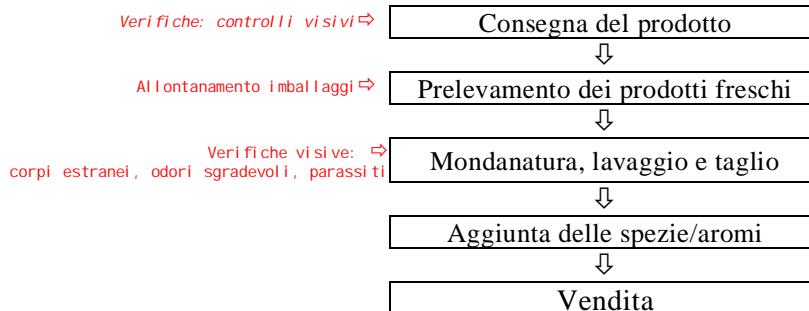 Verifiche: controlli visivi⇨ Consegna del prodotto
⇩
Allontanamento imballaggi⇨ Prelevamento dei prodotti freschi
⇩
Verifiche visive: ⇨
corpi estranei, odori sgradevoli, parassiti
Mondanatura, lavaggio e taglio
⇩
Aggiunta delle spezie/aromi
⇩
Vendita